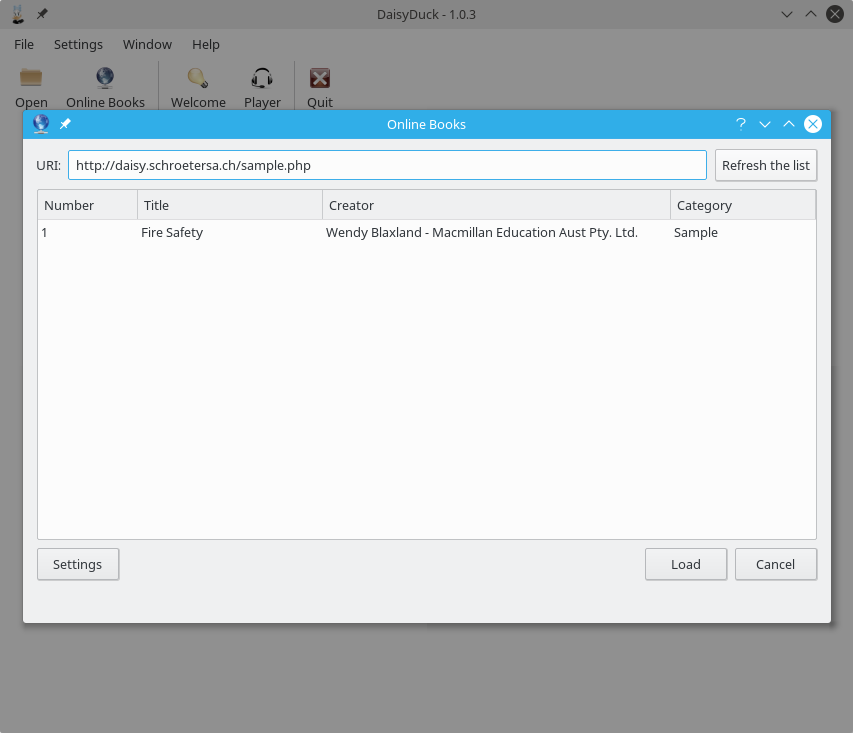 DaisyDuck - 1.0.3
File Settings Window Help
Open Online Books Welcome Player Quit
Online Books
URI: http://daisy.schroetersa.ch/sample.php Refresh the list
Number Title Creator Category
1 Fire Safety Wendy Blaxland - Macmillan Education Aust Pty. Ltd. Sample
Settings Load Cancel